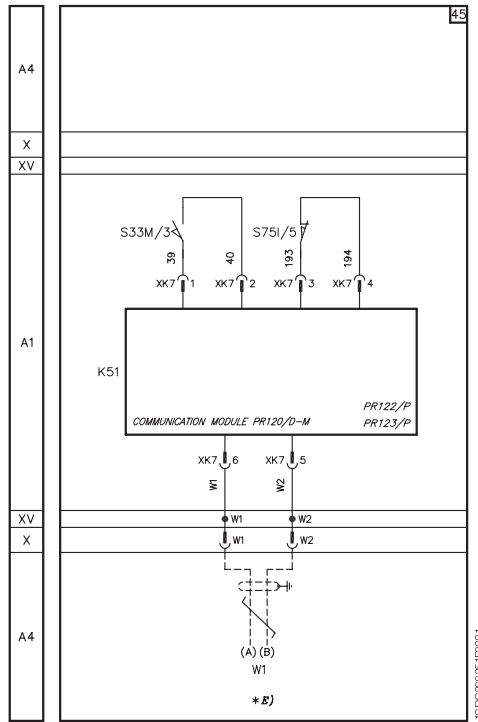 45
A4
X
XV
S33M/3
S75I/5
39
40
193
194
XK7 1
XK7 2
XK7 3
XK7 4
A1
K51
PR122/P
COMMUNICATION MODULE PR120/D-M
PR123/P
XK7 6
XK7 5
W1
W2
XV
W1
W2
X
W1
W2
A4
(A) (B)
W1
*E)